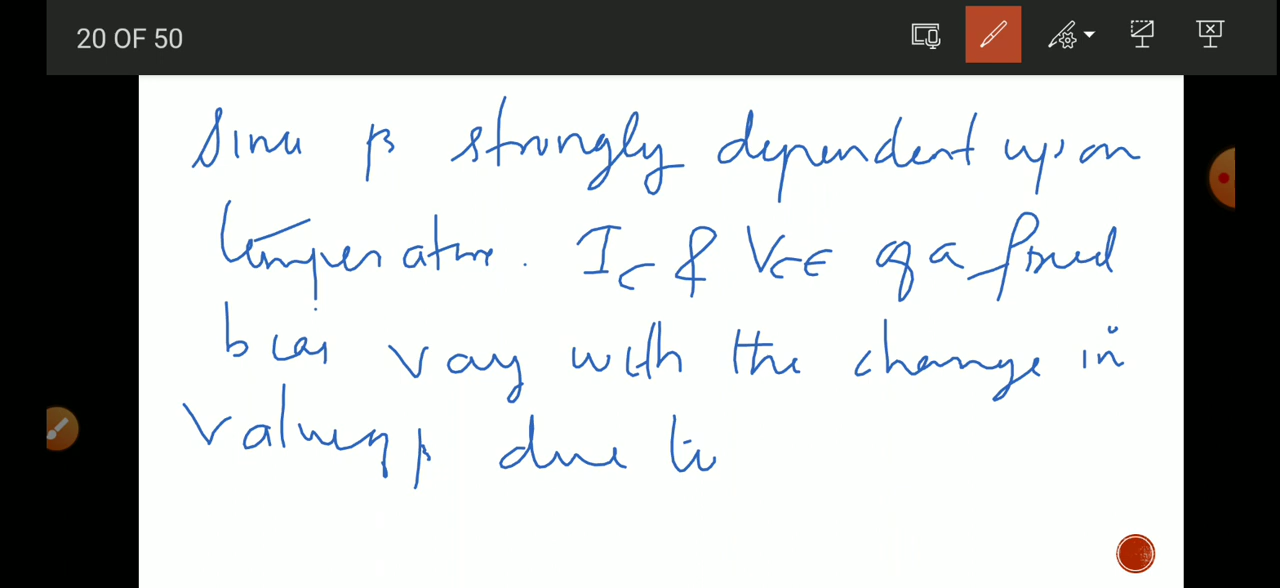 20 OF 50
Since β strongly dependent upon
temperature. IC & VCE of a fixed
bias vary with the change in
value of β due to